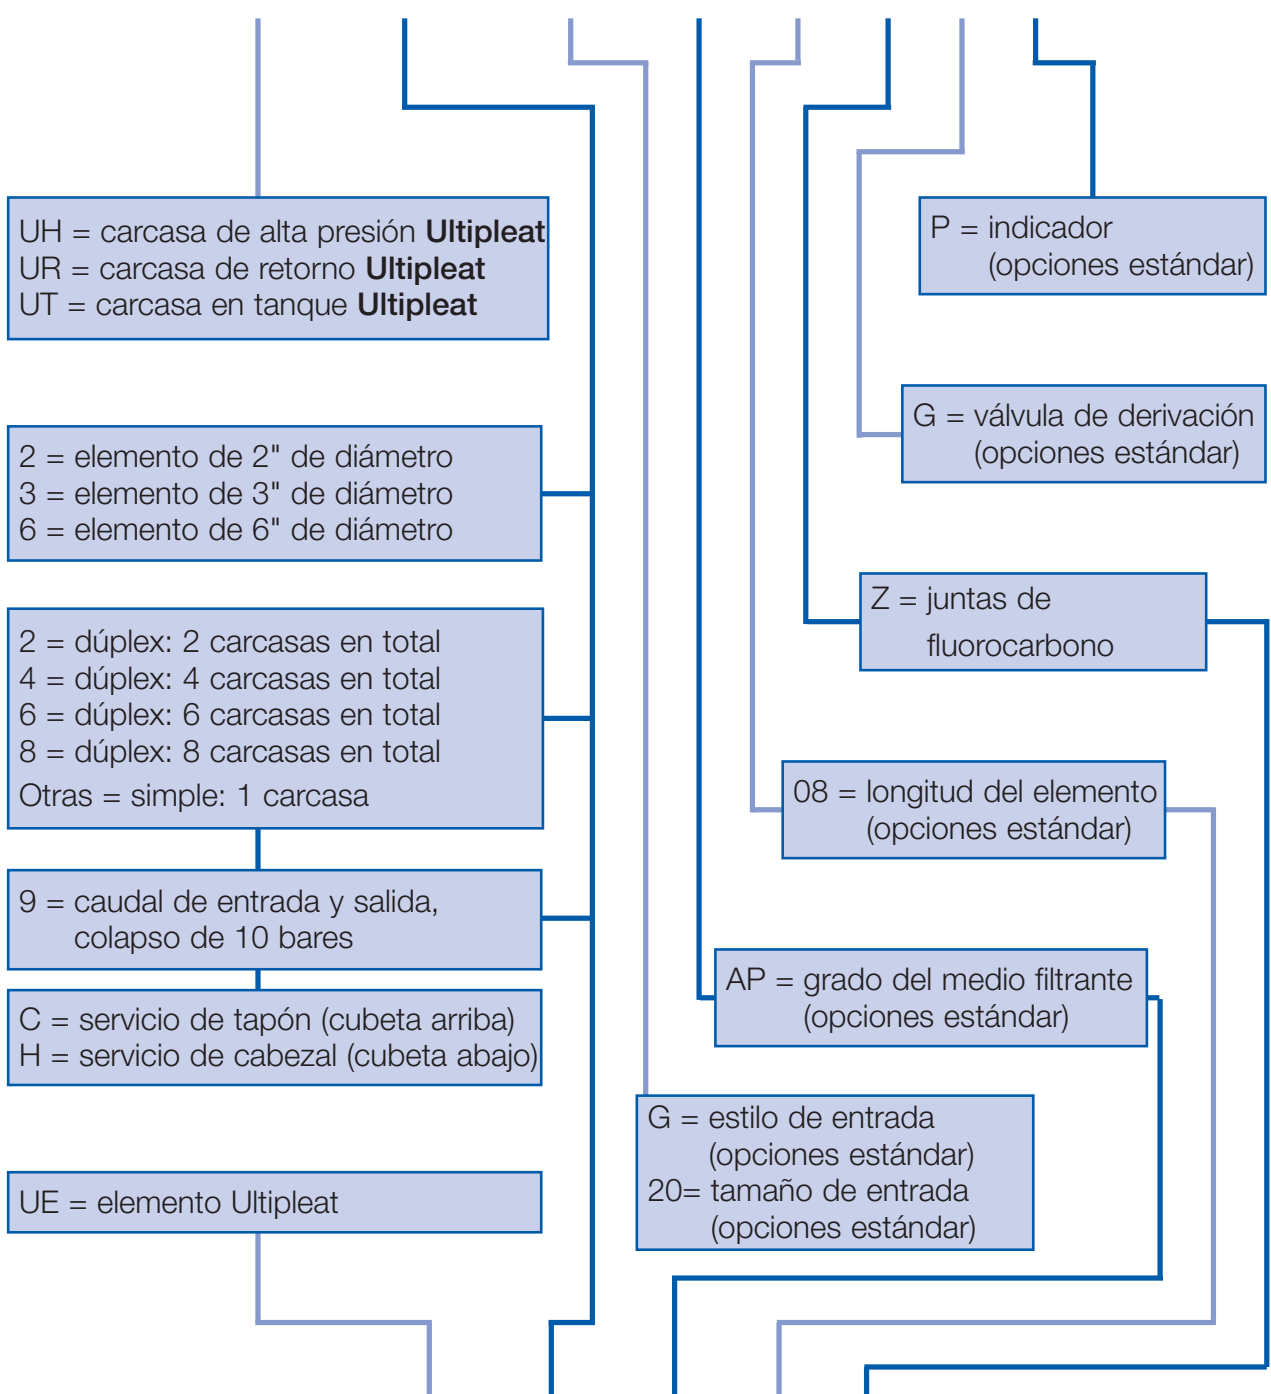 UH = carcasa de alta presión Ultipleat
UR = carcasa de retorno Ultipleat
UT = carcasa en tanque Ultipleat
P = indicador
(opciones estándar)
G = válvula de derivación
(opciones estándar)
2 = elemento de 2" de diámetro
3 = elemento de 3" de diámetro
6 = elemento de 6" de diámetro
Z = juntas de
fluorocarbono
2 = dúplex: 2 carcasas en total
4 = dúplex: 4 carcasas en total
6 = dúplex: 6 carcasas en total
8 = dúplex: 8 carcasas en total
Otras = simple: 1 carcasa
08 = longitud del elemento
(opciones estándar)
9 = caudal de entrada y salida,
colapso de 10 bares
AP = grado del medio filtrante
(opciones estándar)
C = servicio de tapón (cubeta arriba)
H = servicio de cabezal (cubeta abajo)
G = estilo de entrada
(opciones estándar)
20= tamaño de entrada
(opciones estándar)
UE = elemento Ultipleat